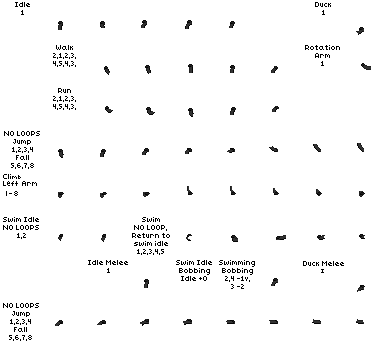 Idle
1
Duck
1
Walk
2,1,2,3,
4,5,4,3,
Rotation
Arm
1
Run
2,1,2,3,
4,5,4,3,
NO LOOPS
Jump
1,2,3,4
Fall
5,6,7,8
Climb
Left Arm
1-8
Swim Idle
NO LOOPS
1,2
Swim
NO LOOP,
Return to
swim idle
1,2,3,4,5
Swim Idle
Bobbing
Idle +0
Swimming
Bobbing
2,4 -1v,
3 -2
Idle Melee
1
Duck Melee
1
NO LOOPS
Jump
1,2,3,4
Fall
5,6,7,8